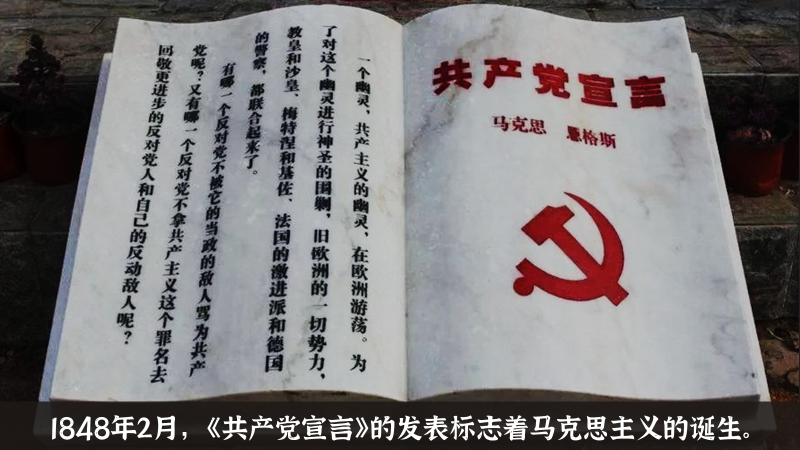 一个幽灵，共产主义的幽灵，在欧洲游荡。为
了对这个幽灵进行神圣的围剿，旧欧洲的一切势力，
教皇和沙皇、梅特涅和基佐、法国的激进派和德国
的警察，都联合起来了。
有哪一个反对党不被它的当政的敌人骂为共产
党呢？又有哪一个反对党不拿共产主义这个罪名去
回敬更进步的反对党人和自己的反动敌人呢？
共产党宣言
马克思 恩格斯
1848年2月，《共产党宣言》的发表标志着马克思主义的诞生。